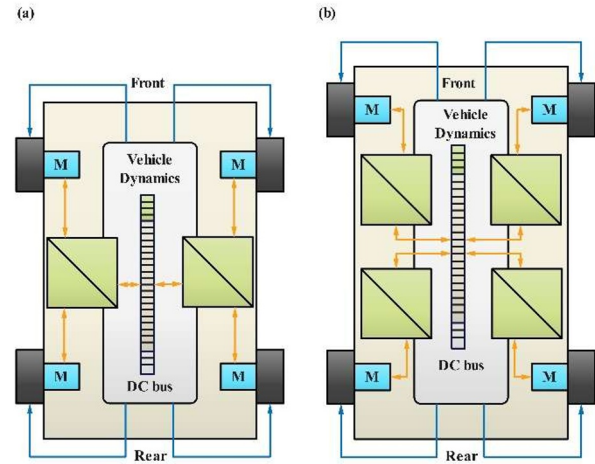 (a)
Front
Vehicle
Dynamics
M
M
M
M
DC bus
Rear
(b)
Front
M
M
Vehicle
Dynamics
M
M
DC bus
Rear